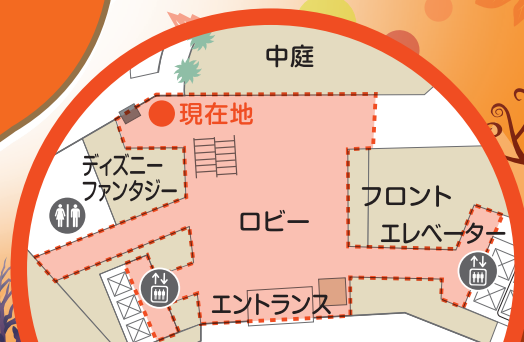 中庭
現在地
ディズニー
ファンタジー
フロント
ロビー
エレベーター
エントランス